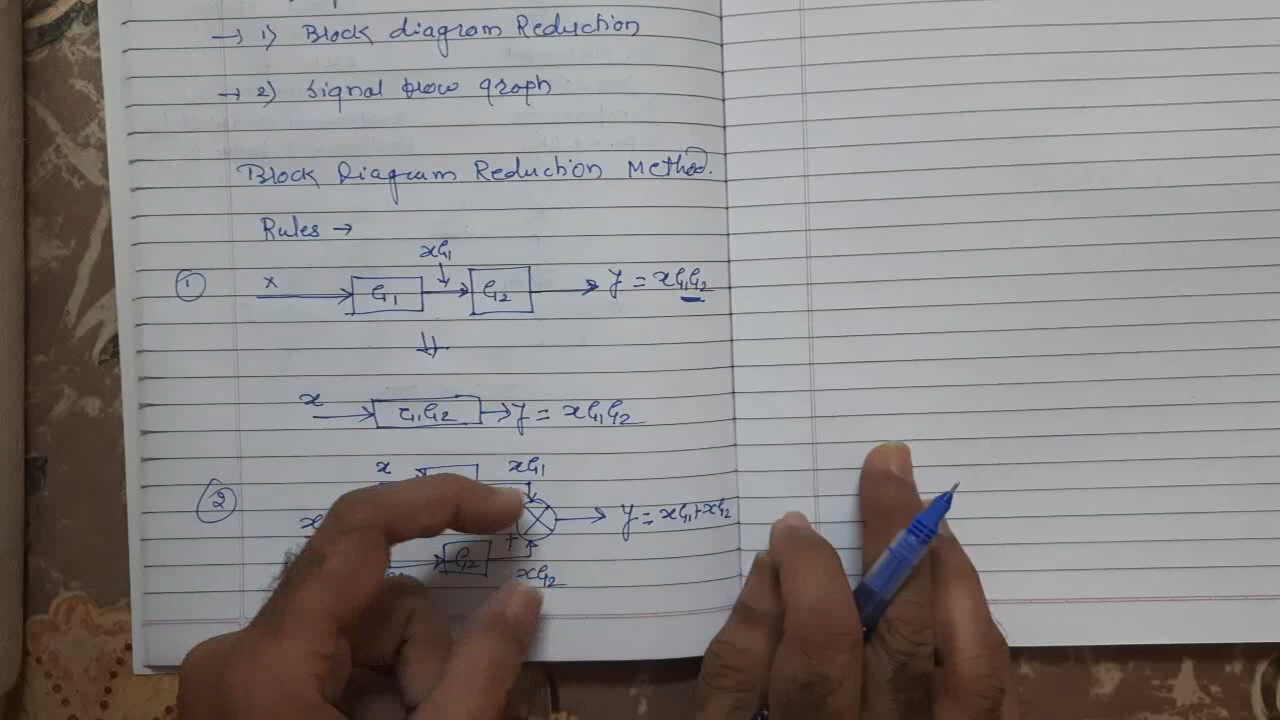 → 1) Block diagram Reduction
→ 2) Signal flow graph
Block Diagram Reduction Method.
Rules →
xG1
① x G1 G2 y = xG1G2
x G1G2 y = xG1G2
② x xG1
x y = xG1+xG2
+ G2
xG2